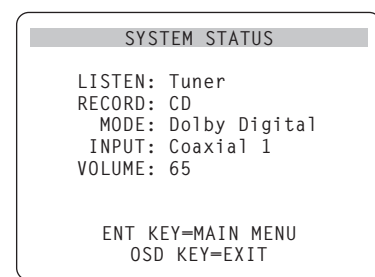 SYSTEM STATUS
LISTEN: Tuner
RECORD: CD
MODE: Dolby Digital
INPUT: Coaxial 1
VOLUME: 65
ENT KEY=MAIN MENU
OSD KEY=EXIT